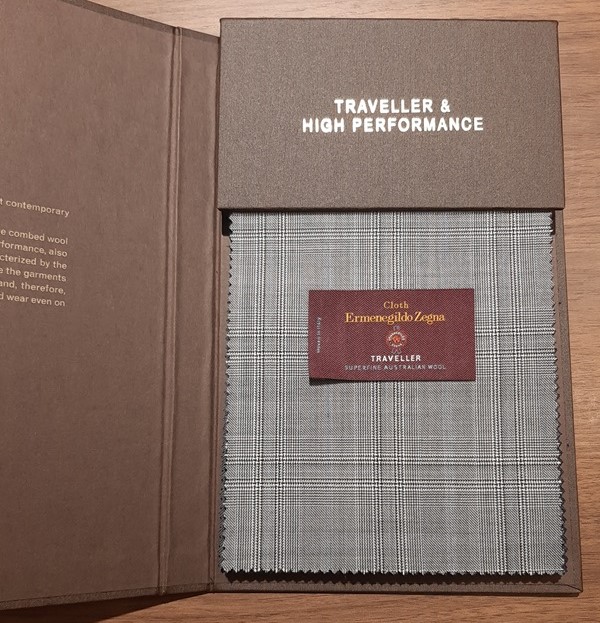 t contemporary
e combed wool
formance, also
cterized by the
e the garments
and, therefore,
d wear even on
TRAVELLER &
HIGH PERFORMANCE
Cloth
Ermenegildo Zegna
TRAVELLER
SUPERFINE AUSTRALIAN WOOL